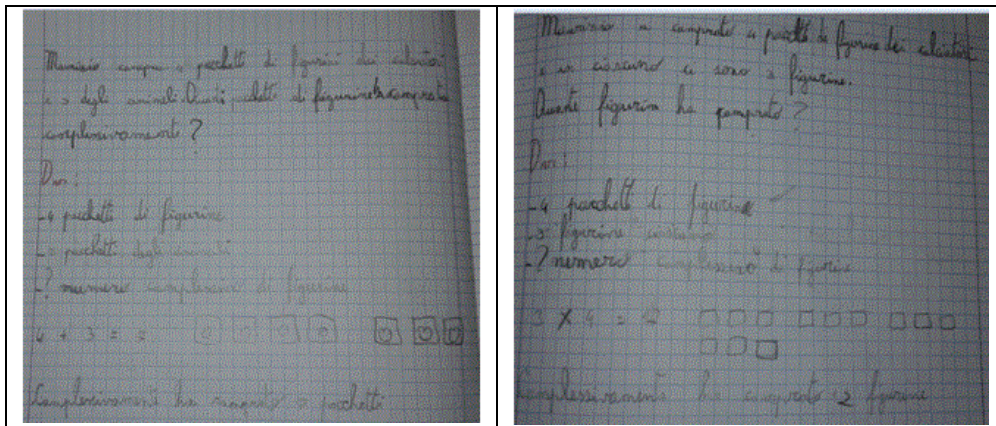 Maurizio compra pacchetti di figurine dei calciatori
e 3 degli animali. Quanti pacchetti di figurine ha comprato
complessivamente?
Dati:
-4 pacchetti di figurine
-3 pacchetti degli animali
-? numero complessivo di figurine
4 + 3 =
Complessivamente ha comprato pacchetti
Maurizio ha comprato 4 pacchetti di figurine dei calciatori
e in ciascuno ci sono 3 figurine.
Quante figurine ha comprato?
Dati:
-4 pacchetti di figurine
-3 figurine
-? numero complessivo di figurine
3 X 4 =
Complessivamente ha comprato 12 figurine